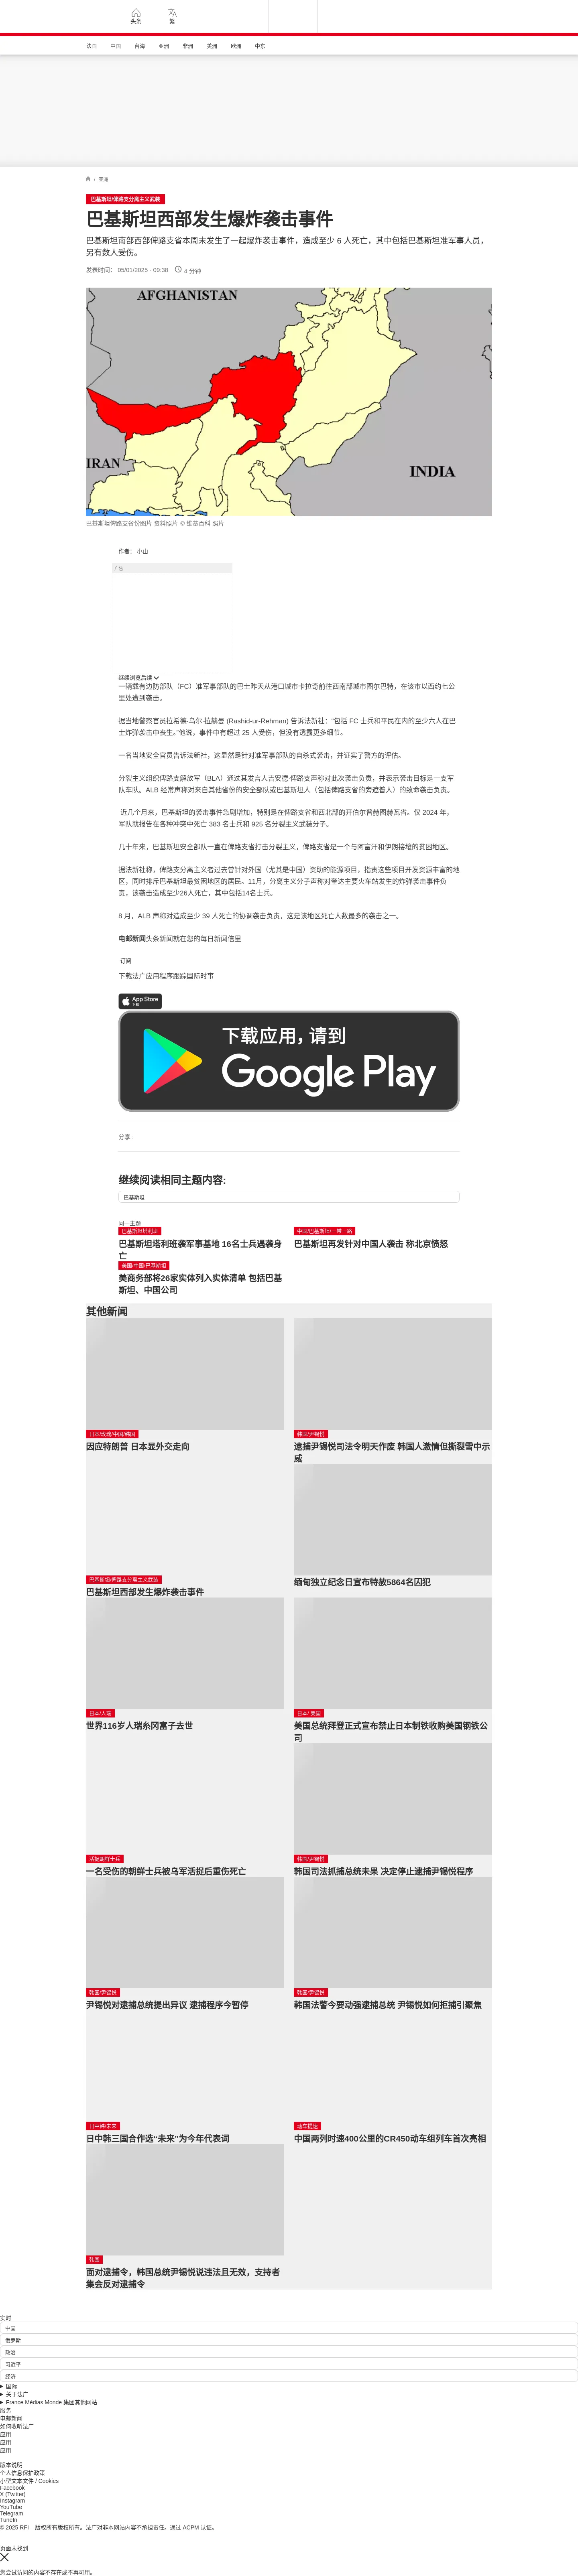 头条
繁
法国
中国
台海
亚洲
非洲
美洲
欧洲
中东
/ 亚洲
巴基斯坦/俾路支分离主义武装
巴基斯坦西部发生爆炸袭击事件
巴基斯坦南部西部俾路支省本周末发生了一起爆炸袭击事件，造成至少 6 人死亡，其中包括巴基斯坦准军事人员，
另有数人受伤。
发表时间： 05/01/2025 - 09:38
4 分钟
AFGHANISTAN
IRAN
INDIA
巴基斯坦俾路支省份图片 资料照片 © 维基百科 照片
作者： 小山
广告
继续浏览后续
一辆载有边防部队（FC）准军事部队的巴士昨天从港口城市卡拉奇前往西南部城市图尔巴特，在该市以西约七公
里处遭到袭击。
据当地警察官员拉希德·乌尔·拉赫曼 (Rashid-ur-Rehman) 告诉法新社：“包括 FC 士兵和平民在内的至少六人在巴
士炸弹袭击中丧生。”他说，事件中有超过 25 人受伤，但没有透露更多细节。
一名当地安全官员告诉法新社，这显然是针对准军事部队的自杀式袭击，并证实了警方的评估。
分裂主义组织俾路支解放军（BLA）通过其发言人吉安德·俾路支声称对此次袭击负责，并表示袭击目标是一支军
队车队。ALB 经常声称对来自其他省份的安全部队或巴基斯坦人（包括俾路支省的旁遮普人）的致命袭击负责。
近几个月来，巴基斯坦的袭击事件急剧增加，特别是在俾路支省和西北部的开伯尔普赫图赫瓦省。仅 2024 年，
军队就报告在各种冲突中死亡 383 名士兵和 925 名分裂主义武装分子。
几十年来，巴基斯坦安全部队一直在俾路支省打击分裂主义，俾路支省是一个与阿富汗和伊朗接壤的贫困地区。
据法新社称，俾路支分离主义者过去曾针对外国（尤其是中国）资助的能源项目，指责这些项目开发资源丰富的地
区，同时排斥巴基斯坦最贫困地区的居民。11月，分离主义分子声称对奎达主要火车站发生的炸弹袭击事件负
责，该袭击造成至少26人死亡，其中包括14名士兵。
8 月，ALB 声称对造成至少 39 人死亡的协调袭击负责，这是该地区死亡人数最多的袭击之一。
电邮新闻头条新闻就在您的每日新闻信里
订阅
下载法广应用程序跟踪国际时事
App Store
下载
下载应用，请到
Google Play
分享：
继续阅读相同主题内容:
巴基斯坦
同一主题
巴基斯坦塔利班
巴基斯坦塔利班袭军事基地 16名士兵遇袭身
亡
中国/巴基斯坦/一带一路
巴基斯坦再发针对中国人袭击 称北京愤怒
美国/中国/巴基斯坦
美商务部将26家实体列入实体清单 包括巴基
斯坦、中国公司
其他新闻
日本/玫瑰/中国/韩国
因应特朗普 日本显外交走向
韩国/尹锡悦
逮捕尹锡悦司法令明天作废 韩国人激情但撕裂雪中示
威
巴基斯坦/俾路支分离主义武装
巴基斯坦西部发生爆炸袭击事件
缅甸独立纪念日宣布特赦5864名囚犯
日本/人瑞
世界116岁人瑞糸冈富子去世
日本/ 美国
美国总统拜登正式宣布禁止日本制铁收购美国钢铁公
司
活捉朝鲜士兵
一名受伤的朝鲜士兵被乌军活捉后重伤死亡
韩国/尹锡悦
韩国司法抓捕总统未果 决定停止逮捕尹锡悦程序
韩国/尹锡悦
尹锡悦对逮捕总统提出异议 逮捕程序今暂停
韩国/尹锡悦
韩国法警今要动强逮捕总统 尹锡悦如何拒捕引聚焦
日中韩/未来
日中韩三国合作选“未来”为今年代表词
动车提速
中国两列时速400公里的CR450动车组列车首次亮相
韩国
面对逮捕令，韩国总统尹锡悦说违法且无效，支持者
集会反对逮捕令
实时
中国
俄罗斯
政治
习近平
经济
国际
关于法广
France Médias Monde 集团其他网站
服务
电邮新闻
如何收听法广
应用
应用
应用
版本说明
个人信息保护政策
小型文本文件 / Cookies
Facebook
X (Twitter)
Instagram
YouTube
Telegram
TuneIn
© 2025 RFI – 版权所有版权所有。法广对非本网站内容不承担责任。通过 ACPM 认证。
页面未找到
您尝试访问的内容不存在或不再可用。